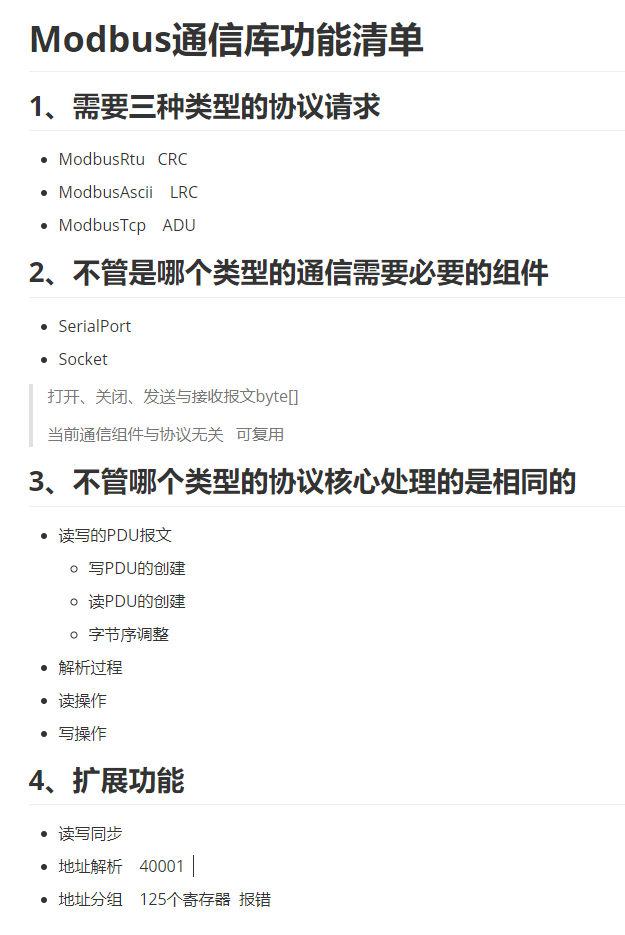 Modbus通信库功能清单
1、需要三种类型的协议请求
ModbusRtu CRC
ModbusAscii LRC
ModbusTcp ADU
2、不管是哪个类型的通信需要必要的组件
SerialPort
Socket
打开、关闭、发送与接收报文byte[]
当前通信组件与协议无关 可复用
3、不管哪个类型的协议核心处理的是相同的
读写的PDU报文
写PDU的创建
读PDU的创建
字节序调整
解析过程
读操作
写操作
4、扩展功能
读写同步
地址解析 40001
地址分组 125个寄存器 报错